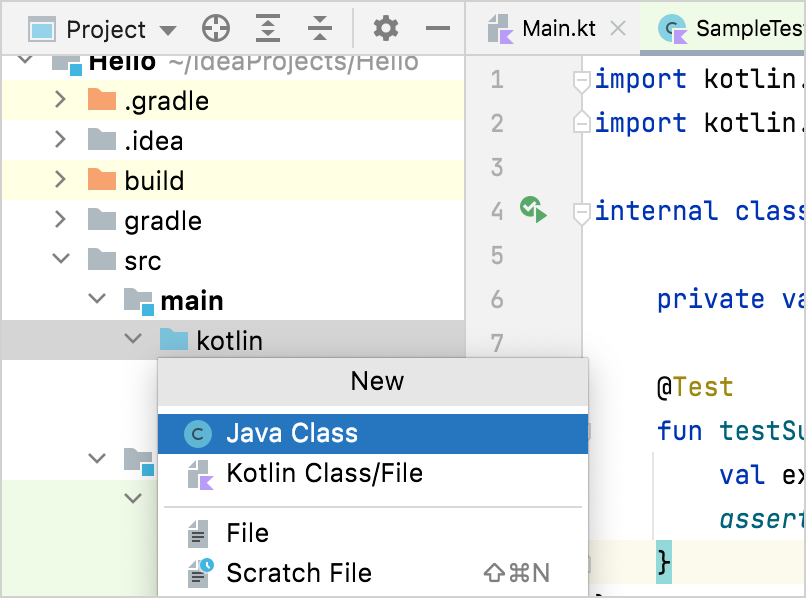 Project
Main.kt
SampleTes
Hello ~/IdeaProjects/Hello
.gradle
.idea
build
gradle
src
main
kotlin
New
Java Class
Kotlin Class/File
File
Scratch File ⇧⌘N
1 import kotlin.
2 import kotlin.
3
4 internal class
5
6 private va
7
@Test
fun testSu
val ex
assert
}